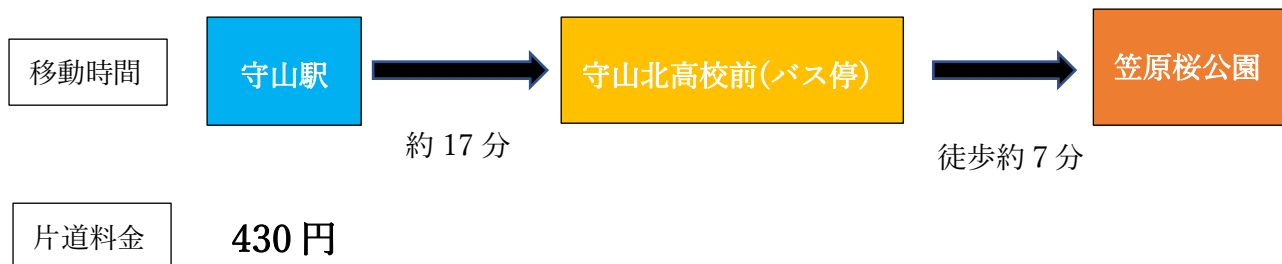 移動時間
守山駅
守山北高校前(バス停)
笠原桜公園
約 17 分
徒歩約 7 分
片道料金
430 円